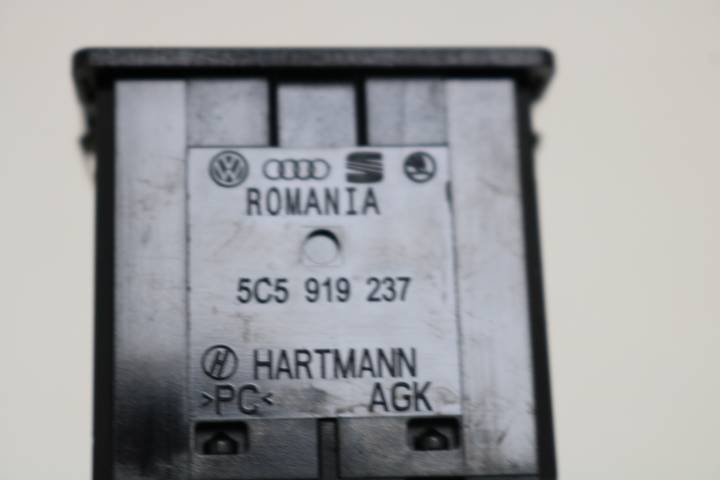 ROMANIA
5C5 919 237
HARTMANN
>PC< AGK